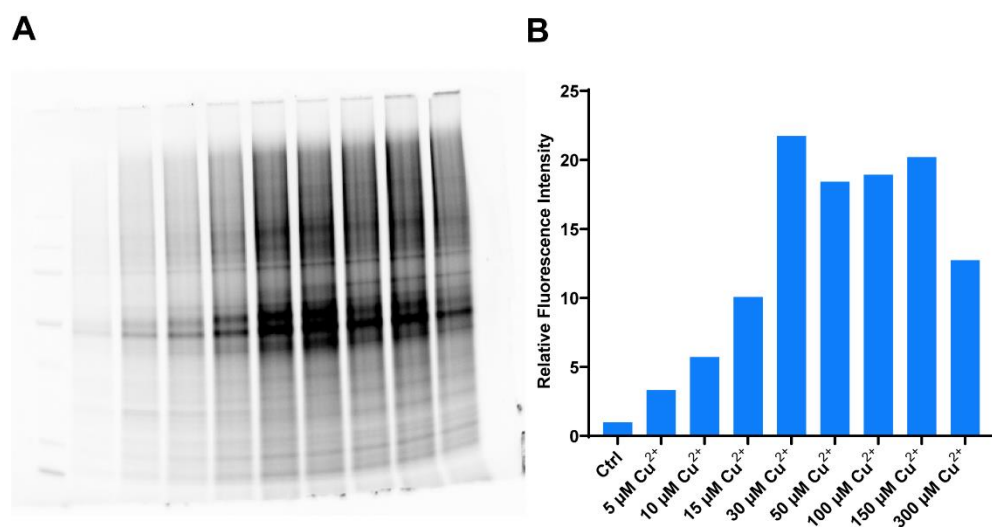 A
B
Relative Fluorescence Intensity
25
20
15
10
5
0
Ctrl
5 µM Cu²⁺
10 µM Cu²⁺
15 µM Cu²⁺
30 µM Cu²⁺
50 µM Cu²⁺
100 µM Cu²⁺
150 µM Cu²⁺
300 µM Cu²⁺